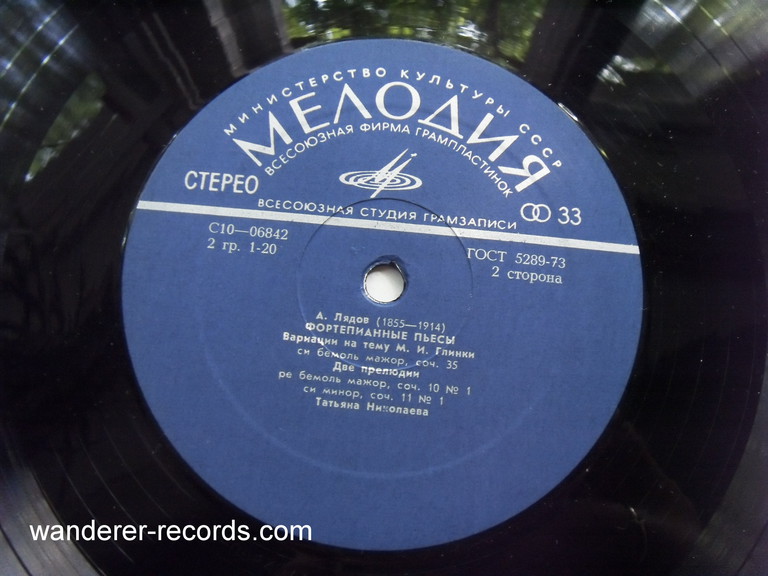 МИНИСТЕРСТВО КУЛЬТУРЫ СССР
МЕЛОДИЯ
ВСЕСОЮЗНАЯ ФИРМА ГРАМПЛАСТИНОК
СТЕРЕО
33
ВСЕСОЮЗНАЯ СТУДИЯ ГРАМЗАПИСИ
С10—06842
ГОСТ 5289-73
2 гр. 1-20
2 сторона
А. Лядов (1855—1914)
ФОРТЕПИАННЫЕ ПЬЕСЫ
Вариации на тему М. И. Глинки
си бемоль мажор, соч. 35
Две прелюдии
ре бемоль мажор, соч. 10 № 1
си минор, соч. 11 № 1
Татьяна Николаева
wanderer-records.com